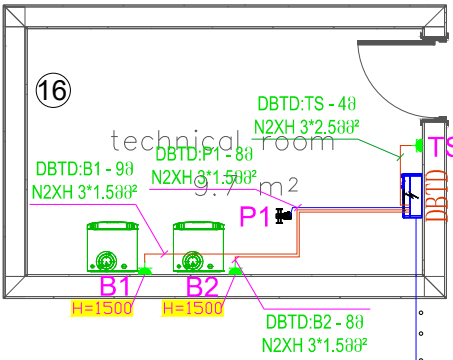 16
DBTD:TS - 4მ
N2XH 3*2.5მმ²
technical room
9.7 m²
DBTD:P1 - 8მ
N2XH 3*1.5მმ²
DBTD:B1 - 9მ
N2XH 3*1.5მმ²
TS
DBTD
P1
B1
H=1500
B2
H=1500
DBTD:B2 - 8მ
N2XH 3*1.5მმ²